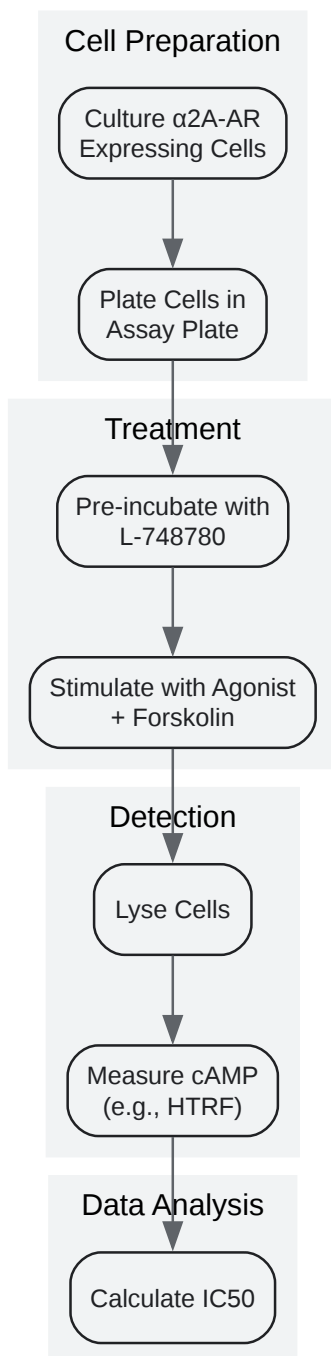 Cell Preparation
Culture α2A-AR
Expressing Cells
Plate Cells in
Assay Plate
Treatment
Pre-incubate with
L-748780
Stimulate with Agonist
+ Forskolin
Detection
Lyse Cells
Measure cAMP
(e.g., HTRF)
Data Analysis
Calculate IC50